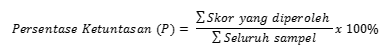 Persentase Ketuntasan (P) = ∑Skor yang diperoleh / ∑ Seluruh sampel x 100%